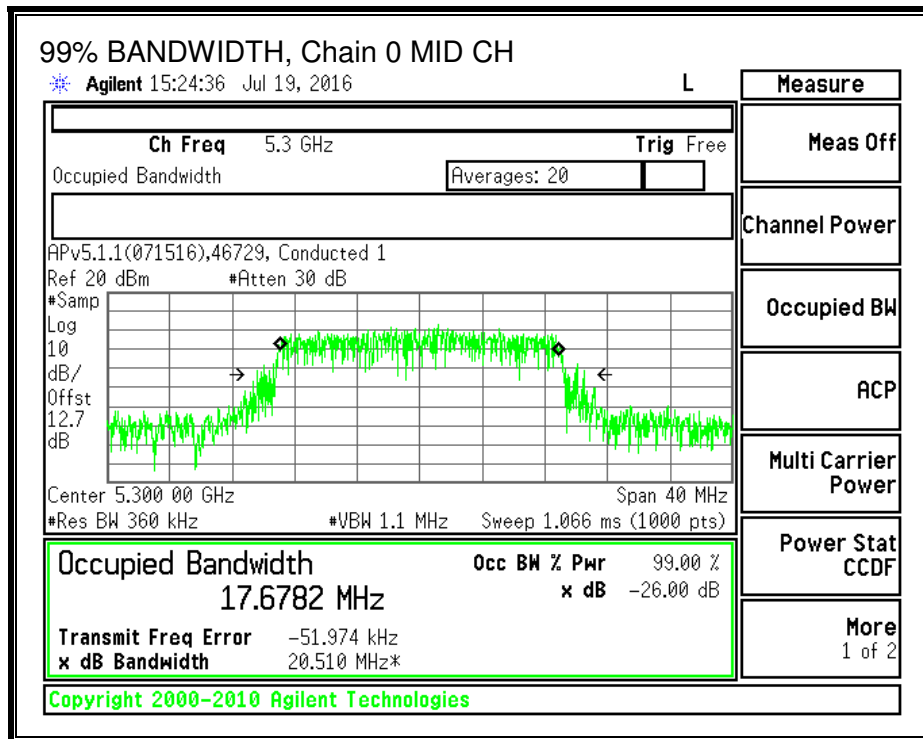 99% BANDWIDTH, Chain 0 MID CH
Agilent 15:24:36 Jul 19, 2016 L
Measure
Ch Freq 5.3 GHz Trig Free
Meas Off
Occupied Bandwidth Averages: 20
Channel Power
APv5.1.1(071516),46729, Conducted 1
Ref 20 dBm #Atten 30 dB
#Samp
Log
10
dB/
Offst
12.7
dB
Occupied BW
ACP
Multi Carrier
Power
Center 5.300 00 GHz Span 40 MHz
#Res BW 360 kHz #VBW 1.1 MHz Sweep 1.066 ms (1000 pts)
Power Stat
CCDF
Occupied Bandwidth Occ BW % Pwr 99.00 %
17.6782 MHz x dB -26.00 dB
Transmit Freq Error -51.974 kHz
x dB Bandwidth 20.510 MHz*
More
1 of 2
Copyright 2000-2010 Agilent Technologies